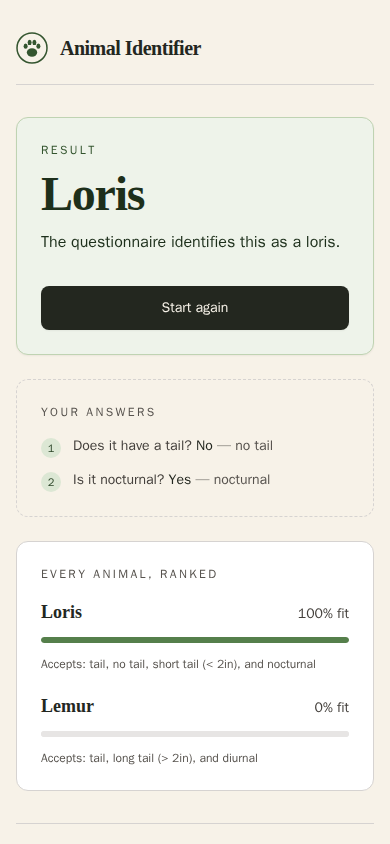 Animal Identifier
RESULT
Loris
The questionnaire identifies this as a loris.
Start again
YOUR ANSWERS
1 Does it have a tail? No — no tail
2 Is it nocturnal? Yes — nocturnal
EVERY ANIMAL, RANKED
Loris 100% fit
Accepts: tail, no tail, short tail (< 2in), and nocturnal
Lemur 0% fit
Accepts: tail, long tail (> 2in), and diurnal